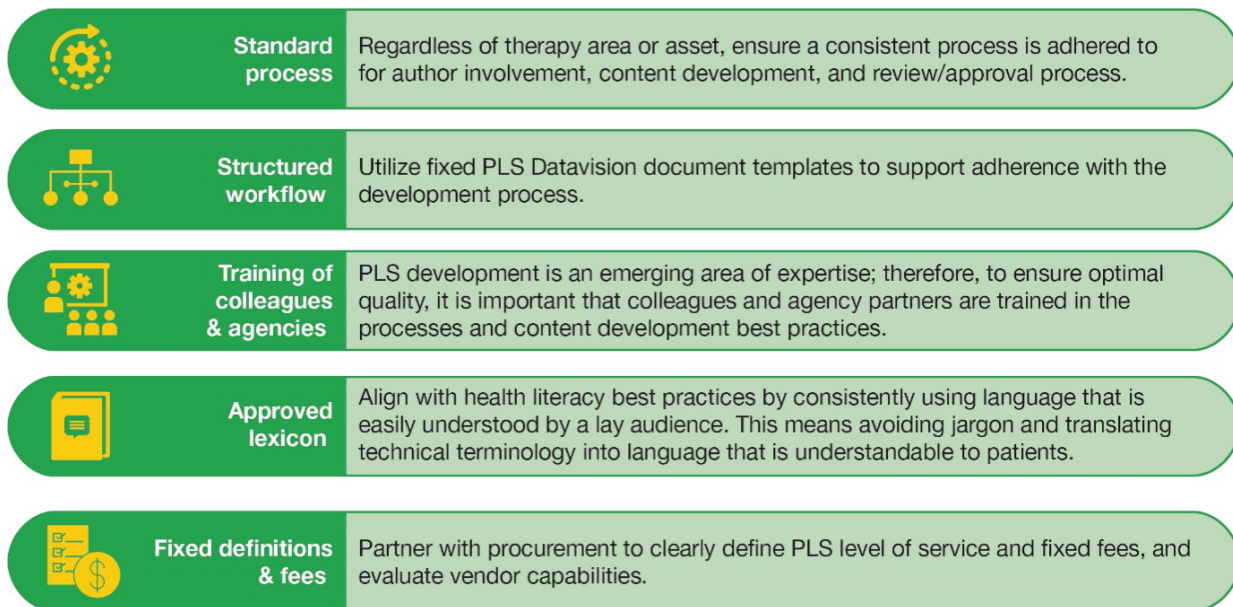 Standard
process
Regardless of therapy area or asset, ensure a consistent process is adhered to
for author involvement, content development, and review/approval process.
Structured
workflow
Utilize fixed PLS Datavision document templates to support adherence with the
development process.
Training of
colleagues
& agencies
PLS development is an emerging area of expertise; therefore, to ensure optimal
quality, it is important that colleagues and agency partners are trained in the
processes and content development best practices.
Approved
lexicon
Align with health literacy best practices by consistently using language that is
easily understood by a lay audience. This means avoiding jargon and translating
technical terminology into language that is understandable to patients.
Fixed definitions
& fees
Partner with procurement to clearly define PLS level of service and fixed fees, and
evaluate vendor capabilities.
$